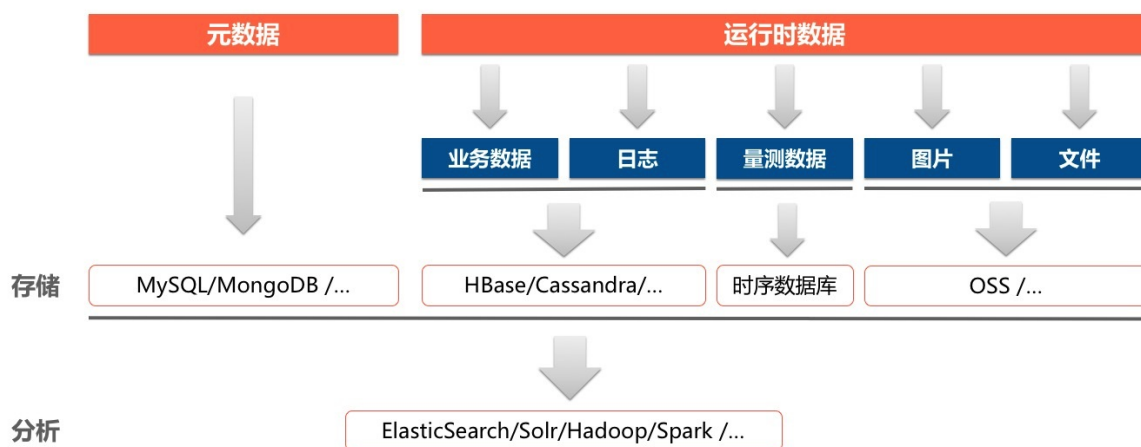 元数据
运行时数据
业务数据
日志
量测数据
图片
文件
存储
MySQL/MongoDB /...
HBase/Cassandra/...
时序数据库
OSS /...
分析
ElasticSearch/Solr/Hadoop/Spark /...